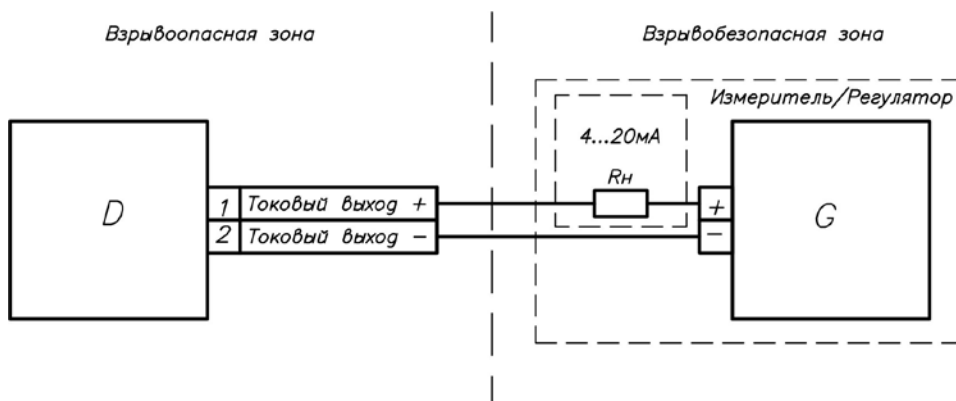 Взрывоопасная зона
Взрывобезопасная зона
Измеритель/Регулятор
4...20мА
Rн
D
1 Токовый выход +
2 Токовый выход −
+
−
G